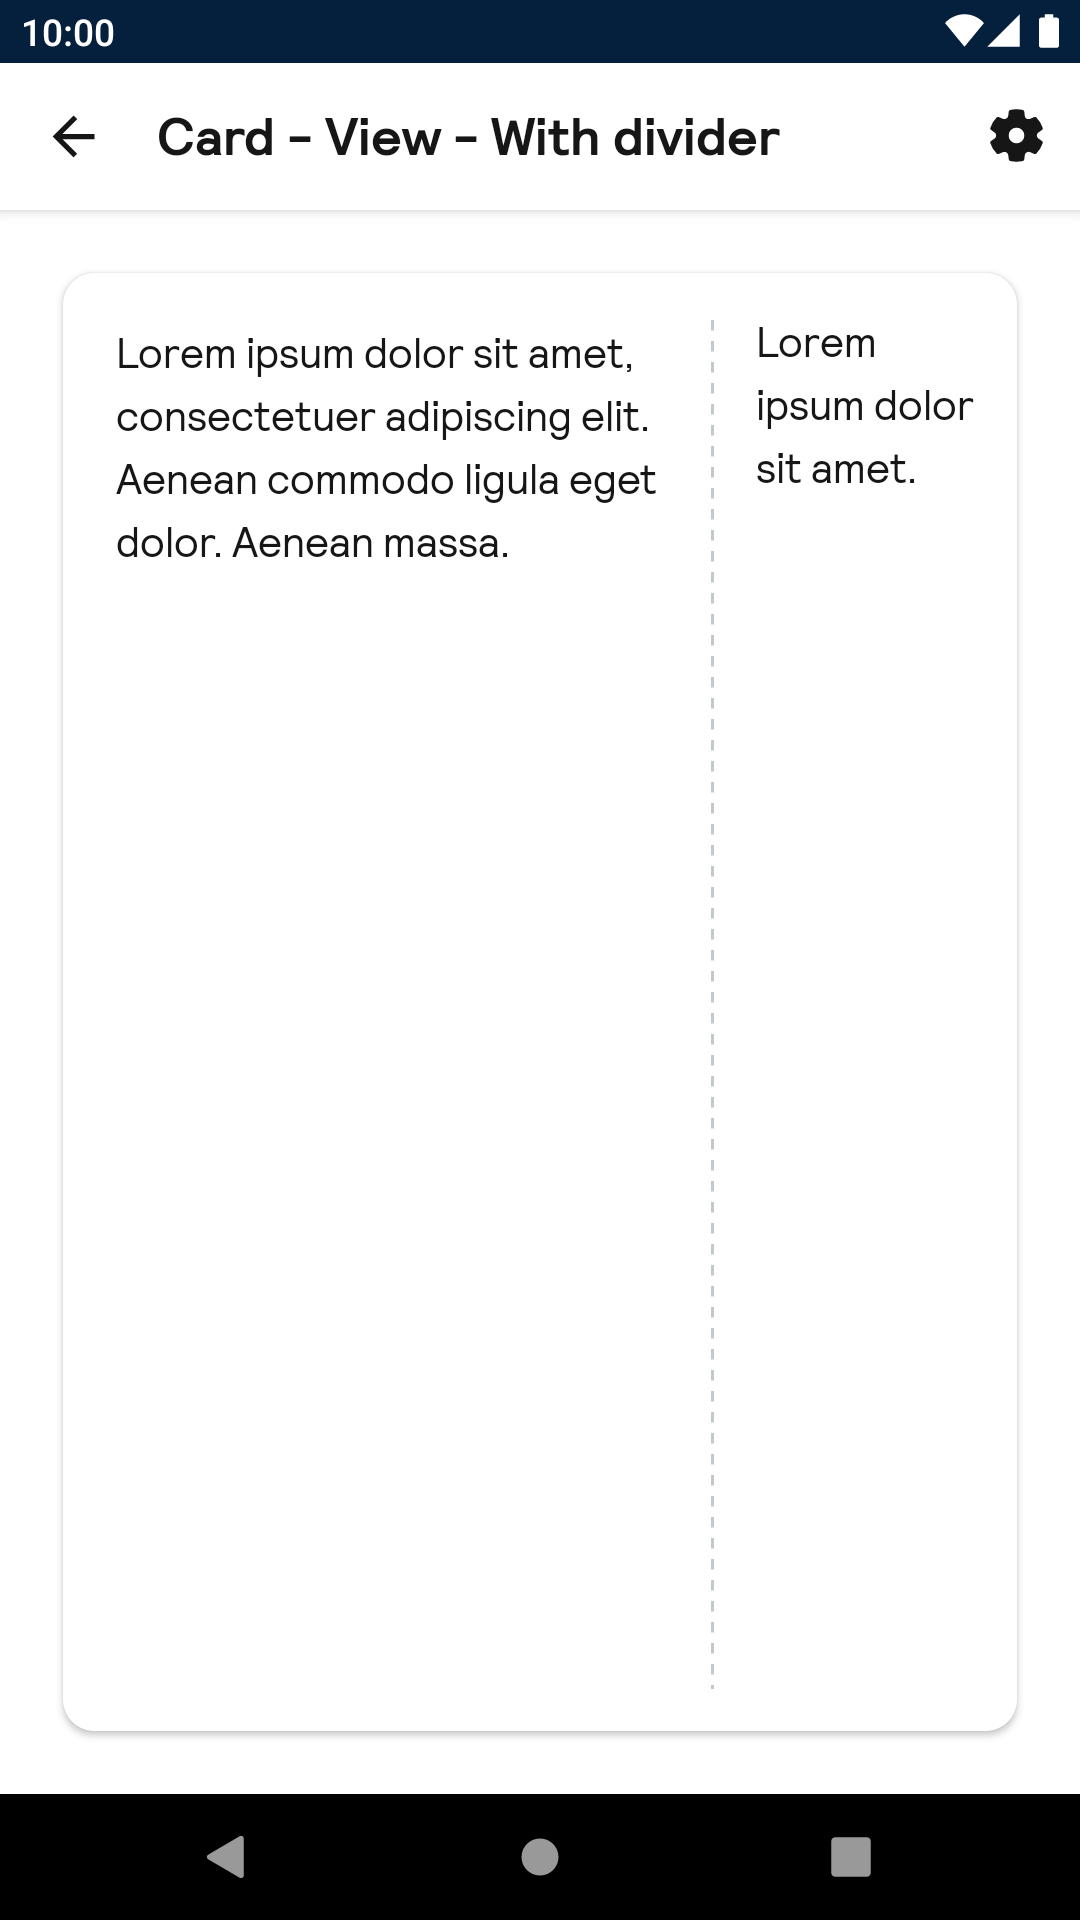 10:00
Card - View - With divider
Lorem ipsum dolor sit amet,
consectetuer adipiscing elit.
Aenean commodo ligula eget
dolor. Aenean massa.
Lorem
ipsum dolor
sit amet.